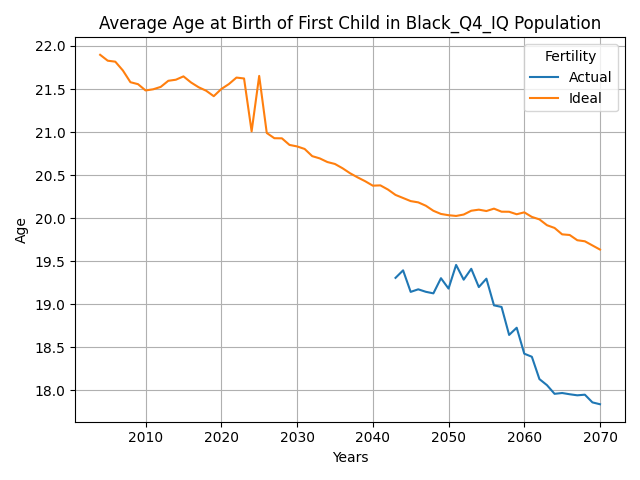 Average Age at Birth of First Child in Black_Q4_IQ Population
22.0
21.5
21.0
20.5
20.0
19.5
19.0
18.5
18.0
Age
Fertility
Actual
Ideal
2010 2020 2030 2040 2050 2060 2070
Years